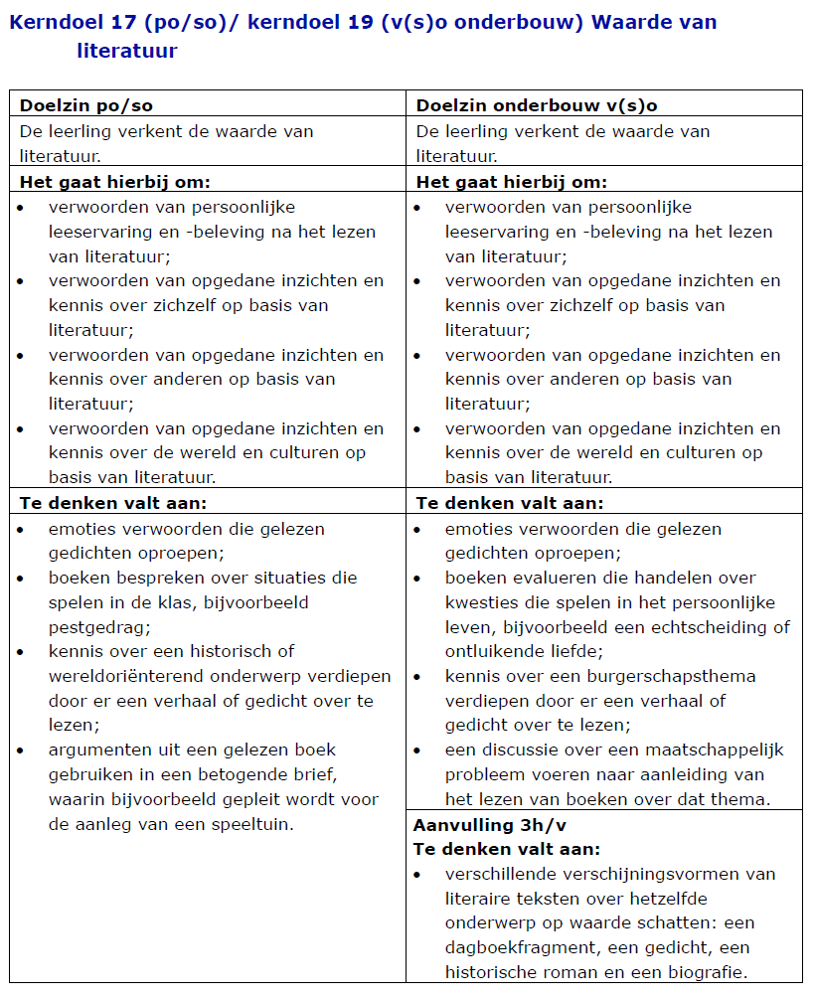 Kerndoel 17 (po/so)/ kerndoel 19 (v(s)o onderbouw) Waarde van
literatuur
Doelzin po/so
De leerling verkent de waarde van
literatuur.
Het gaat hierbij om:
• verwoorden van persoonlijke
leeservaring en -beleving na het lezen
van literatuur;
• verwoorden van opgedane inzichten en
kennis over zichzelf op basis van
literatuur;
• verwoorden van opgedane inzichten en
kennis over anderen op basis van
literatuur;
• verwoorden van opgedane inzichten en
kennis over de wereld en culturen op
basis van literatuur.
Te denken valt aan:
• emoties verwoorden die gelezen
gedichten oproepen;
• boeken bespreken over situaties die
spelen in de klas, bijvoorbeeld
pestgedrag;
• kennis over een historisch of
wereldoriënterend onderwerp verdiepen
door er een verhaal of gedicht over te
lezen;
• argumenten uit een gelezen boek
gebruiken in een betogende brief,
waarin bijvoorbeeld gepleit wordt voor
de aanleg van een speeltuin.
Doelzin onderbouw v(s)o
De leerling verkent de waarde van
literatuur.
Het gaat hierbij om:
• verwoorden van persoonlijke
leeservaring en -beleving na het lezen
van literatuur;
• verwoorden van opgedane inzichten en
kennis over zichzelf op basis van
literatuur;
• verwoorden van opgedane inzichten en
kennis over anderen op basis van
literatuur;
• verwoorden van opgedane inzichten en
kennis over de wereld en culturen op
basis van literatuur.
Te denken valt aan:
• emoties verwoorden die gelezen
gedichten oproepen;
• boeken evalueren die handelen over
kwesties die spelen in het persoonlijke
leven, bijvoorbeeld een echtscheiding of
ontluikende liefde;
• kennis over een burgerschapsthema
verdiepen door er een verhaal of
gedicht over te lezen;
• een discussie over een maatschappelijk
probleem voeren naar aanleiding van
het lezen van boeken over dat thema.
Aanvulling 3h/v
Te denken valt aan:
• verschillende verschijningsvormen van
literaire teksten over hetzelfde
onderwerp op waarde schatten: een
dagboekfragment, een gedicht, een
historische roman en een biografie.